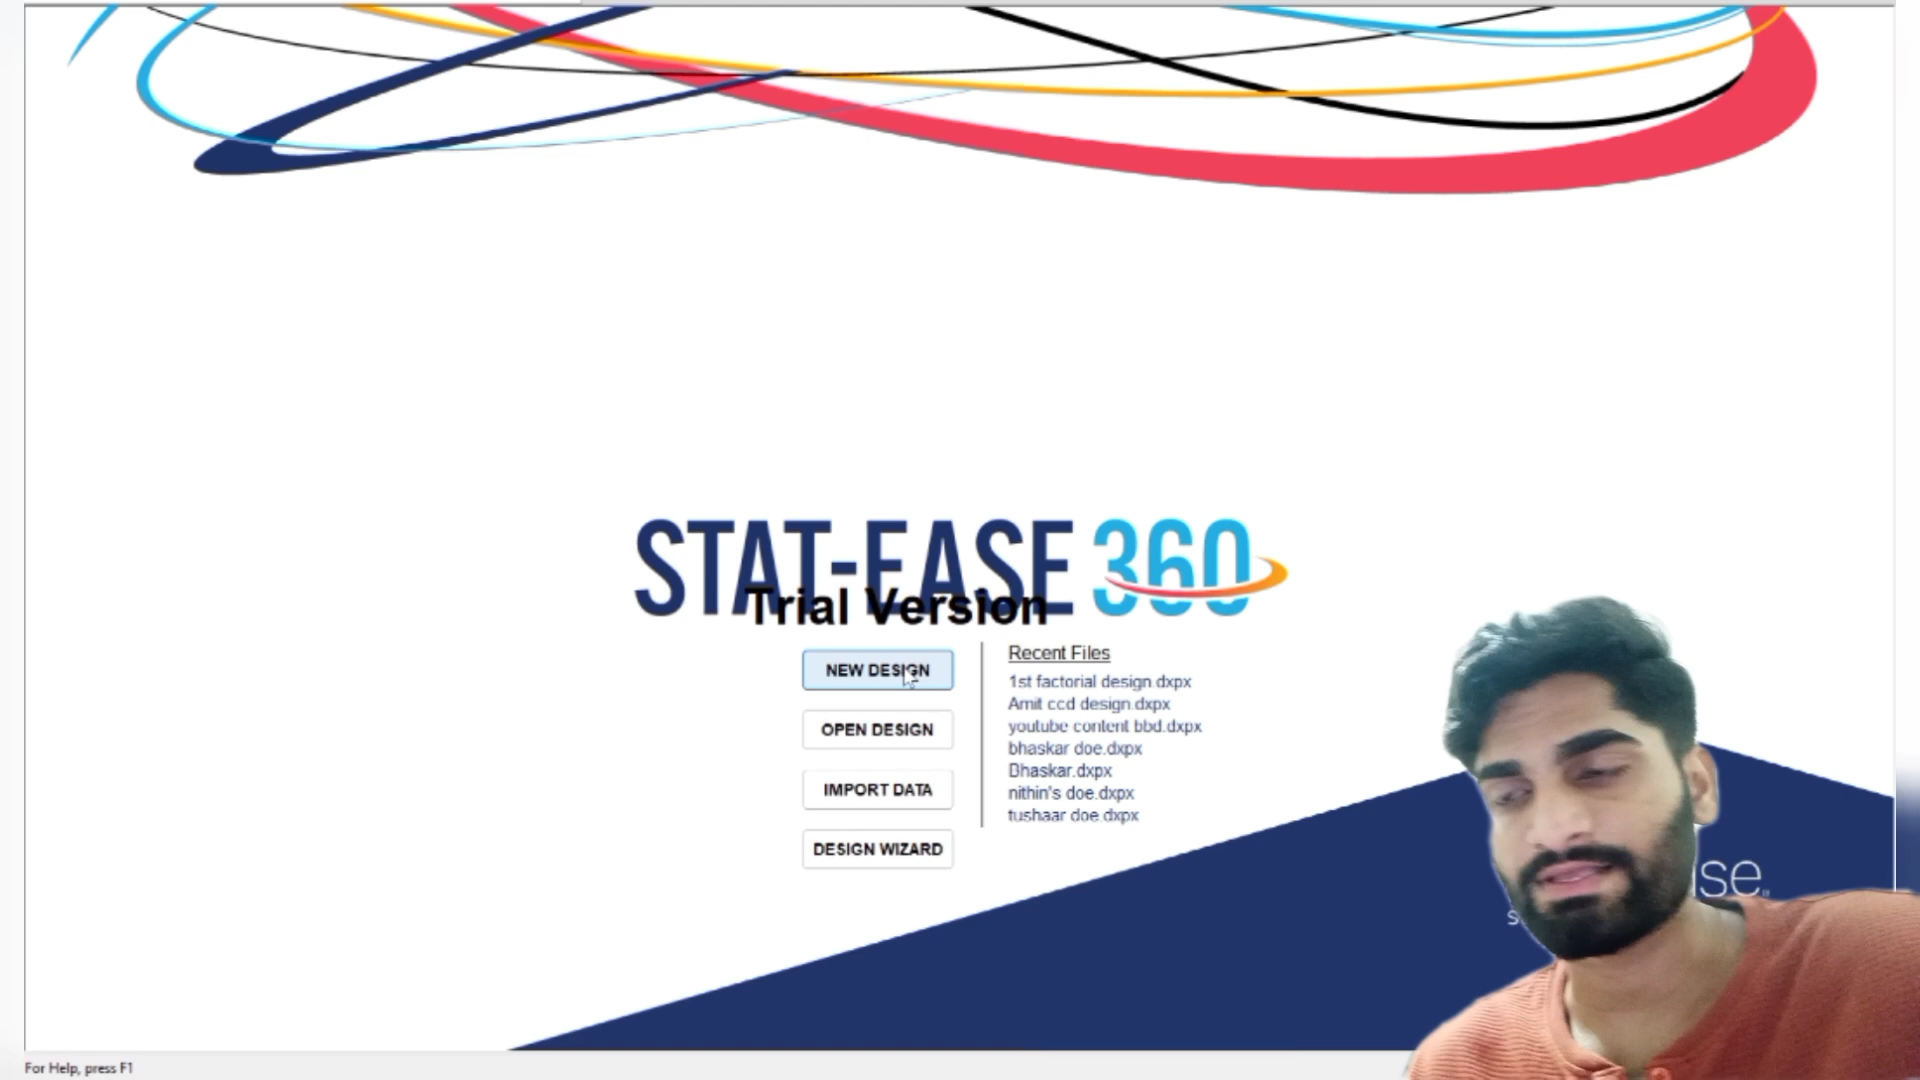 STAT-EASE 360
Trial Version
NEW DESIGN
OPEN DESIGN
IMPORT DATA
DESIGN WIZARD
Recent Files
1st factorial design.dxpx
Amit ccd design.dxpx
youtube content bbd.dxpx
bhaskar doe.dxpx
Bhaskar.dxpx
nithin's doe.dxpx
tushaar doe.dxpx
For Help, press F1